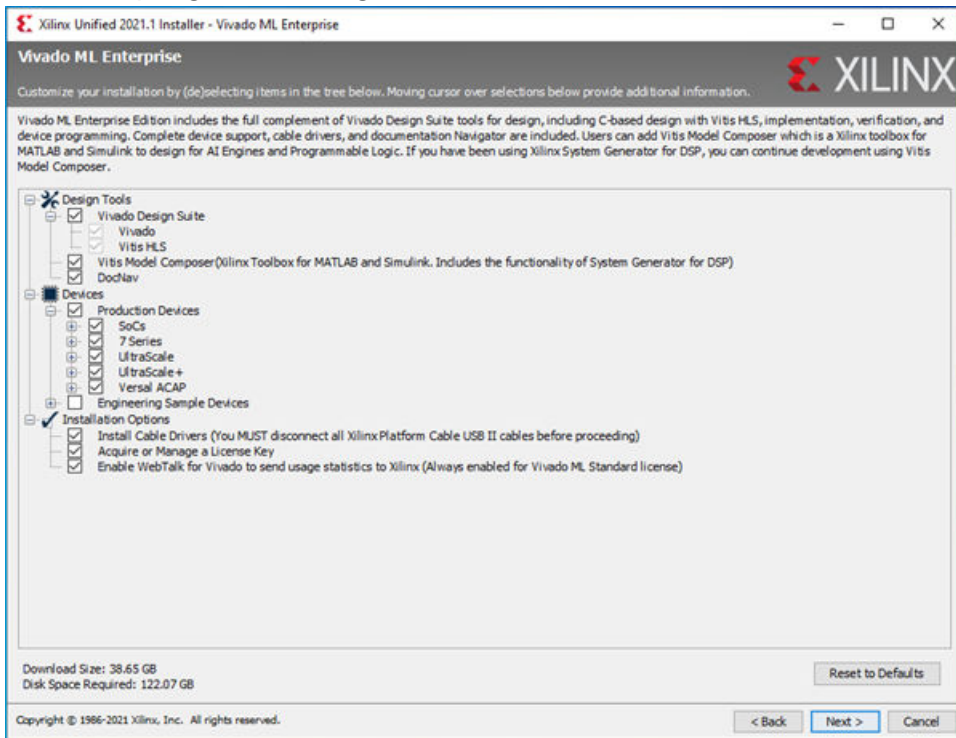 Xilinx Unified 2021.1 Installer - Vivado ML Enterprise
Vivado ML Enterprise
XILINX
Customize your installation by (de)selecting items in the tree below. Moving cursor over selections below provide additional information.
Vivado ML Enterprise Edition includes the full complement of Vivado Design Suite tools for design, including C-based design with Vitis HLS, implementation, verification, and
device programming. Complete device support, cable drivers, and documentation Navigator are included. Users can add Vitis Model Composer which is a Xilinx toolbox for
MATLAB and Simulink to design for AI Engines and Programmable Logic. If you have been using Xilinx System Generator for DSP, you can continue development using Vitis
Model Composer.
Design Tools
Vivado Design Suite
Vivado
Vitis HLS
Vitis Model Composer(Xilinx Toolbox for MATLAB and Simulink. Includes the functionality of System Generator for DSP)
DocNav
Devices
Production Devices
SoCs
7 Series
UltraScale
UltraScale+
Versal ACAP
Engineering Sample Devices
Installation Options
Install Cable Drivers (You MUST disconnect all Xilinx Platform Cable USB II cables before proceeding)
Acquire or Manage a License Key
Enable WebTalk for Vivado to send usage statistics to Xilinx (Always enabled for Vivado ML Standard license)
Download Size: 38.65 GB
Disk Space Required: 122.07 GB
Reset to Defaults
Copyright © 1986-2021 Xilinx, Inc. All rights reserved.
< Back
Next >
Cancel